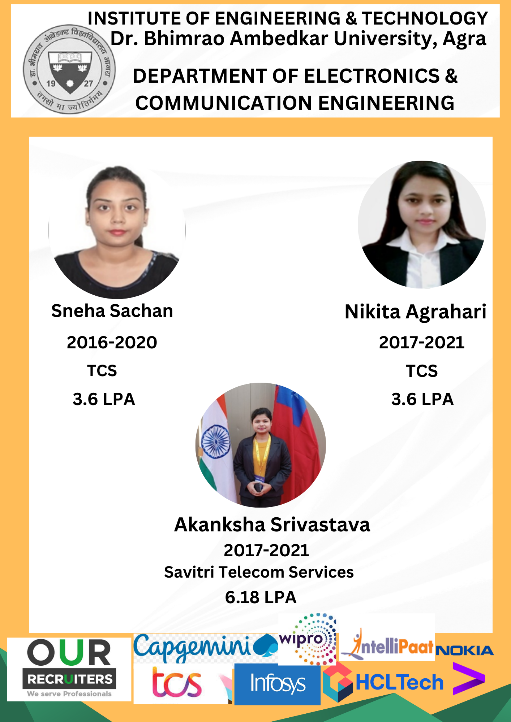 INSTITUTE OF ENGINEERING & TECHNOLOGY
Dr. Bhimrao Ambedkar University, Agra
DEPARTMENT OF ELECTRONICS &
COMMUNICATION ENGINEERING
19 27
Sneha Sachan
2016-2020
TCS
3.6 LPA
Nikita Agrahari
2017-2021
TCS
3.6 LPA
Akanksha Srivastava
2017-2021
Savitri Telecom Services
6.18 LPA
OUR
RECRUITERS
We serve Professionals
Capgemini
wipro
IntelliPaat
NOKIA
tcs
Infosys
HCLTech